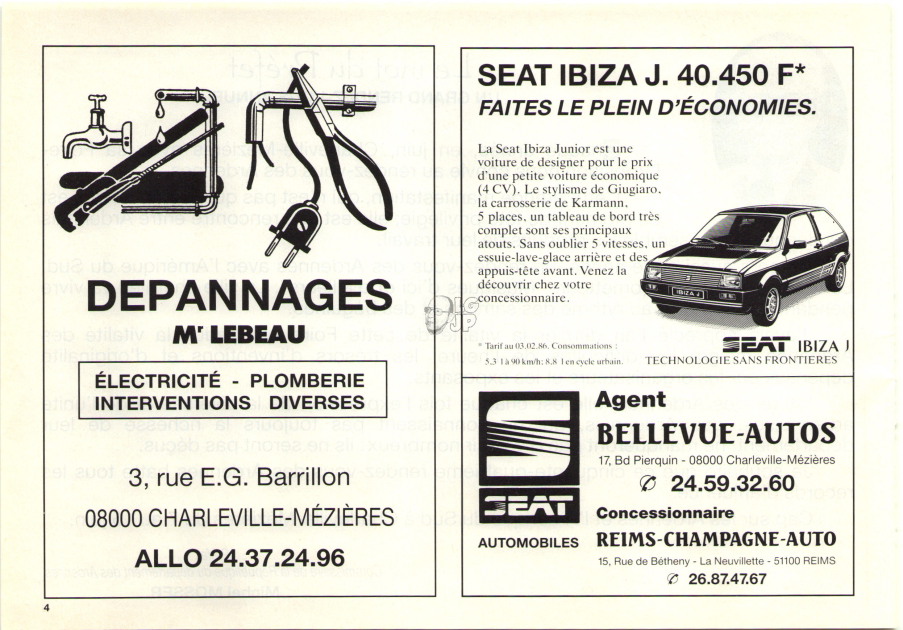 DEPANNAGES
Mr LEBEAU
ÉLECTRICITÉ - PLOMBERIE
INTERVENTIONS DIVERSES
3, rue E.G. Barrillon
08000 CHARLEVILLE-MÉZIÈRES
ALLO 24.37.24.96
4
SEAT IBIZA J. 40.450 F*
FAITES LE PLEIN D'ÉCONOMIES.
La Seat Ibiza Junior est une
voiture de designer pour le prix
d'une petite voiture économique
(4 CV). Le stylisme de Giugiaro,
la carrosserie de Karmann,
5 places, un tableau de bord très
complet sont ses principaux
atouts. Sans oublier 5 vitesses, un
essuie-lave-glace arrière et des
appuis-tête avant. Venez la
découvrir chez votre
concessionnaire.
IBIZA J
* Tarif au 03.02.86. Consommations :
5,3 l à 90 km/h: 8,8 l en cycle urbain.
SEAT IBIZA J
TECHNOLOGIE SANS FRONTIERES
SEAT
AUTOMOBILES
Agent
BELLEVUE-AUTOS
17, Bd Pierquin - 08000 Charleville-Mézières
✆ 24.59.32.60
Concessionnaire
REIMS-CHAMPAGNE-AUTO
15, Rue de Bétheny - La Neuvillette - 51100 REIMS
✆ 26.87.47.67